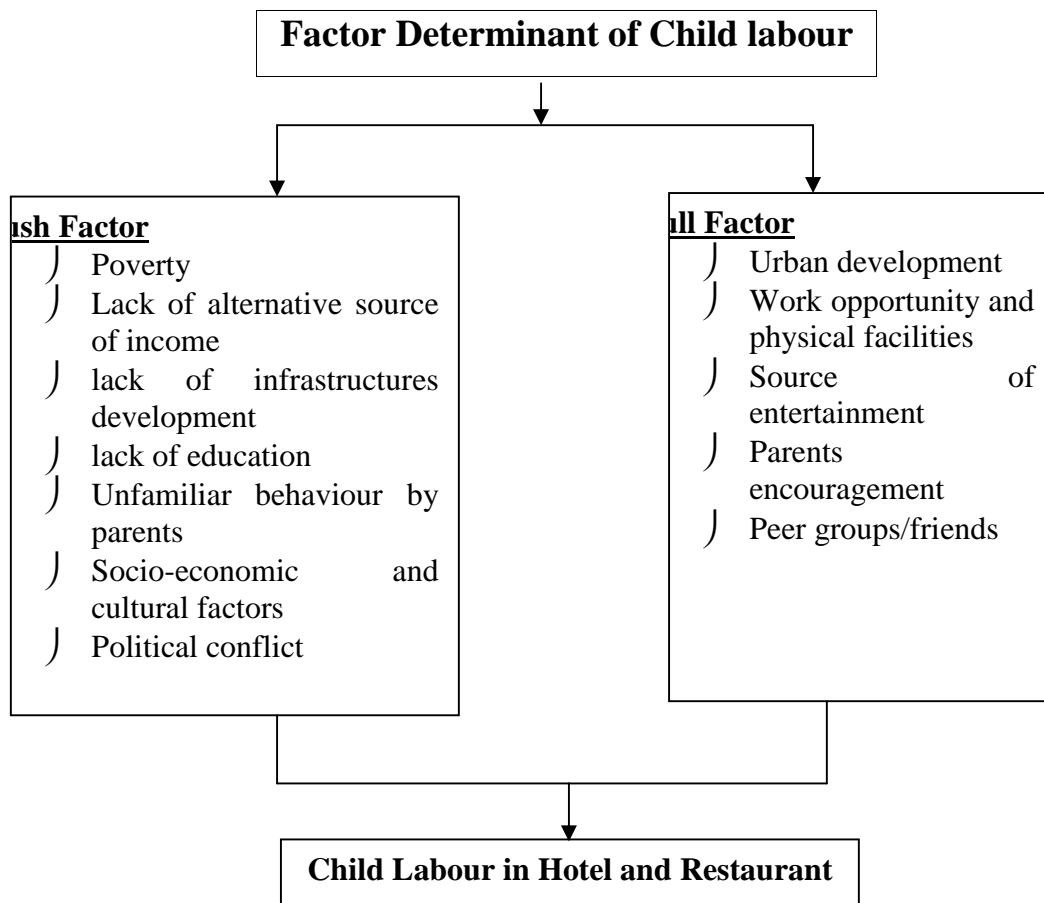 Factor Determinant of Child labour
ush Factor
Poverty
Lack of alternative source
of income
lack of infrastructures
development
lack of education
Unfamiliar behaviour by
parents
Socio-economic and
cultural factors
Political conflict
ull Factor
Urban development
Work opportunity and
physical facilities
Source of
entertainment
Parents
encouragement
Peer groups/friends
Child Labour in Hotel and Restaurant